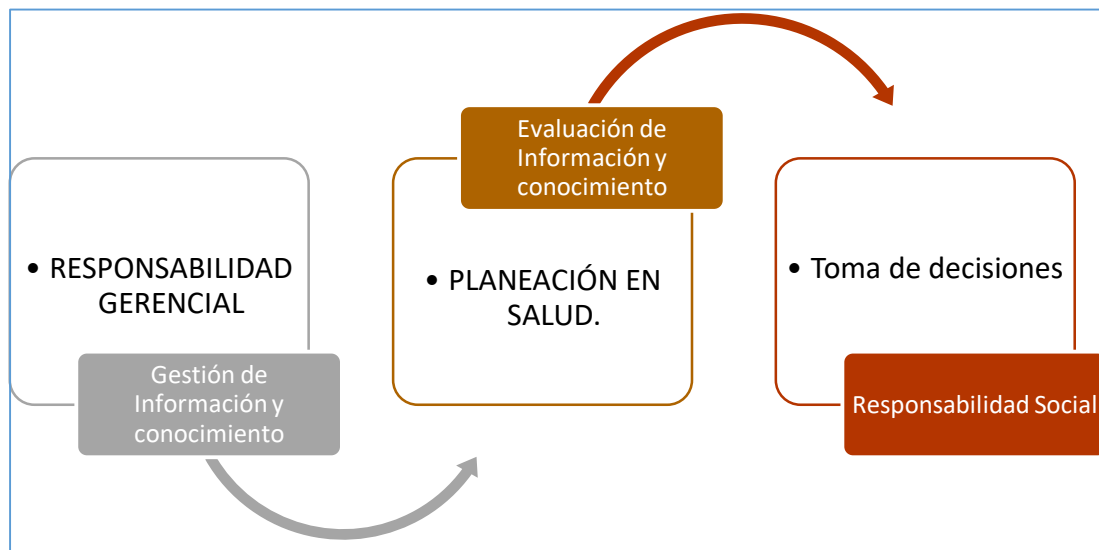 • RESPONSABILIDAD
GERENCIAL
Gestión de
Información y
conocimiento
Evaluación de
Información y
conocimiento
• PLANEACIÓN EN
SALUD.
• Toma de decisiones
Responsabilidad Social